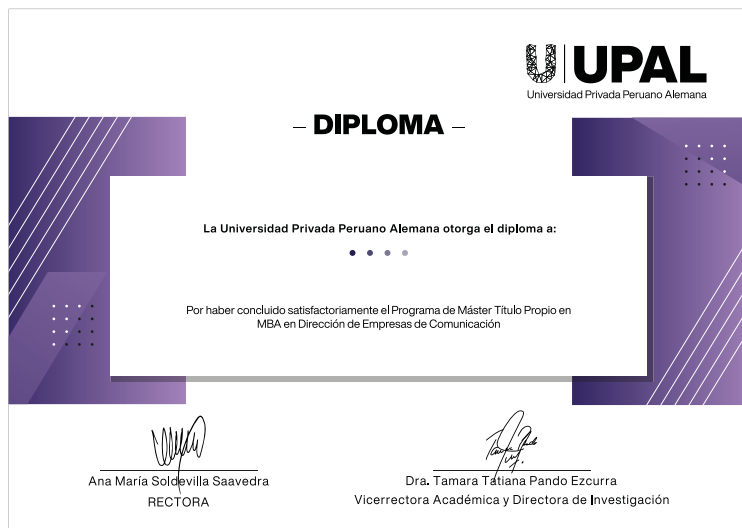 UPAL
Universidad Privada Peruano Alemana
– DIPLOMA –
La Universidad Privada Peruano Alemana otorga el diploma a:
Por haber concluido satisfactoriamente el Programa de Máster Título Propio en
MBA en Dirección de Empresas de Comunicación
Ana María Soldevilla Saavedra
RECTORA
Dra. Tamara Tatiana Pando Ezcurra
Vicerrectora Académica y Directora de Investigación